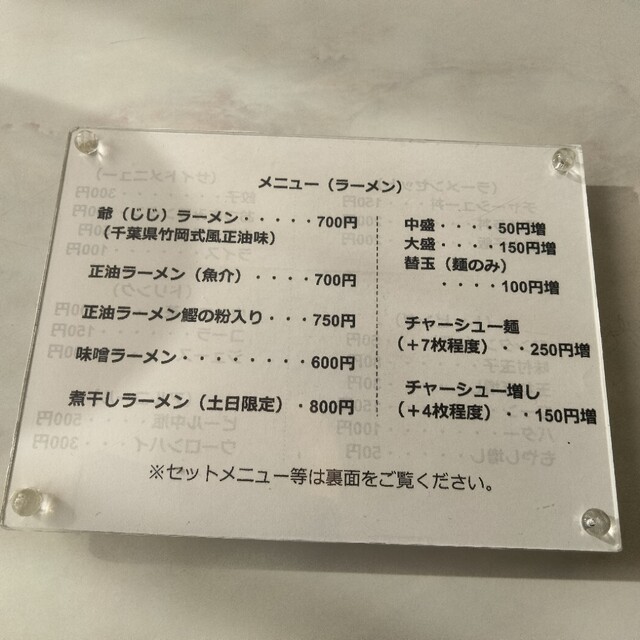 メニュー（ラーメン）
爺（じじ）ラーメン・・・・・700円
（千葉県竹岡式風正油味）
正油ラーメン（魚介）・・・・700円
正油ラーメン鰹の粉入り・・・750円
味噌ラーメン・・・・・・・・600円
煮干しラーメン（土日限定）・800円
中盛・・・・50円増
大盛・・・・150円増
替玉（麺のみ）
・・・・100円増
チャーシュー麺
（＋7枚程度）・・250円増
チャーシュー増し
（＋4枚程度）・・150円増
※セットメニュー等は裏面をご覧ください。